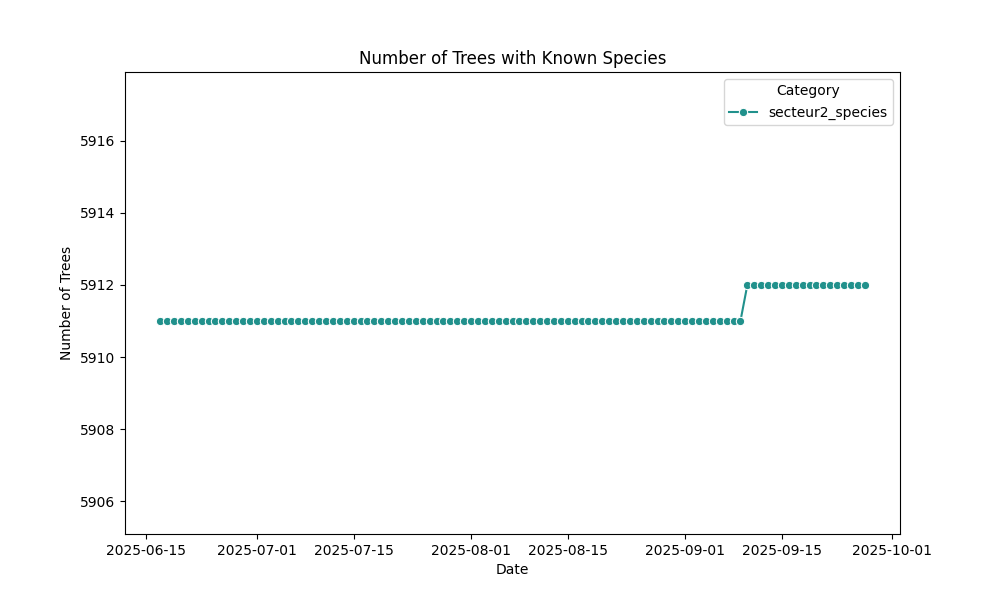 Number of Trees with Known Species
Category
secteur2_species
5916
5914
5912
5910
5908
5906
Number of Trees
2025-06-15
2025-07-01
2025-07-15
2025-08-01
2025-08-15
2025-09-01
2025-09-15
2025-10-01
Date